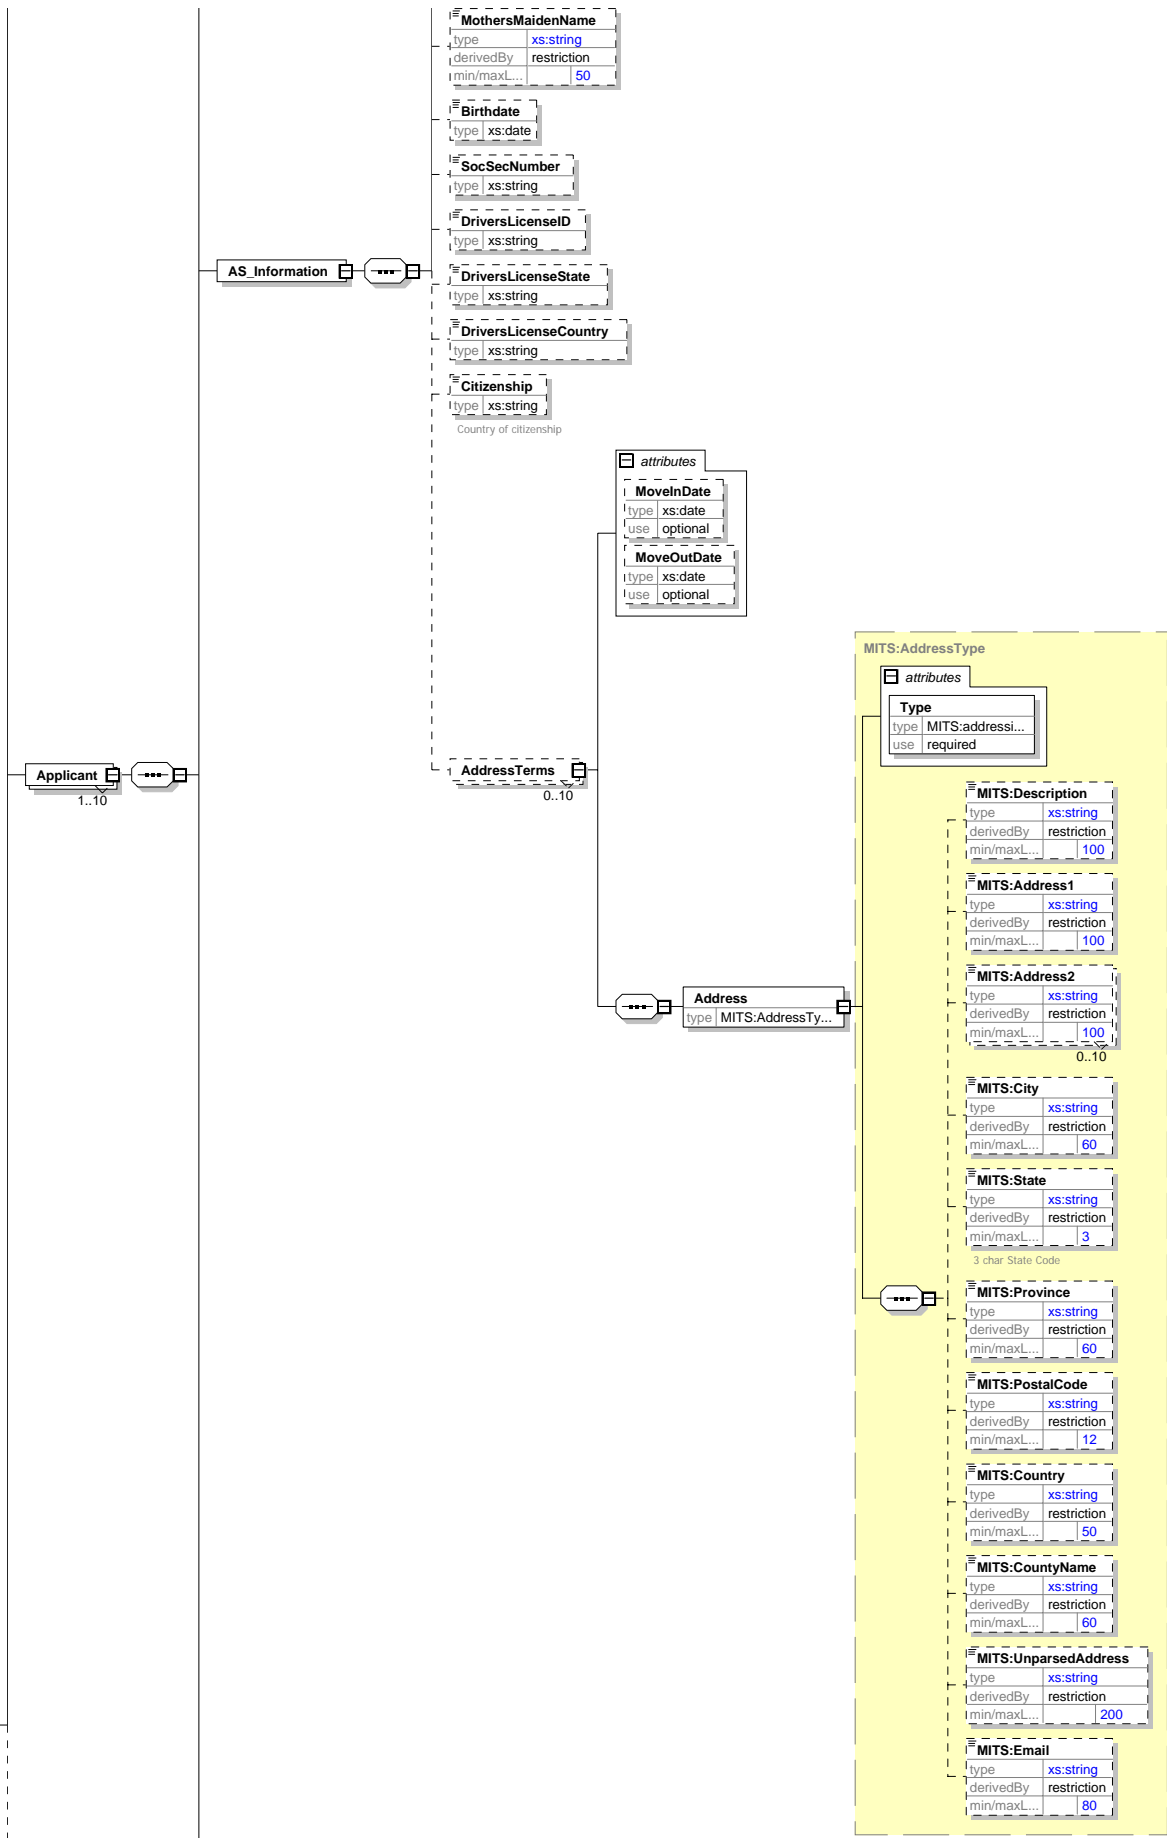 MothersMaidenName
type xs:string
derivedBy restriction
min/maxL... 50
Birthdate
type xs:date
SocSecNumber
type xs:string
DriversLicenseID
type xs:string
AS_Information
DriversLicenseState
type xs:string
DriversLicenseCountry
type xs:string
Citizenship
type xs:string
Country of citizenship
attributes
MoveInDate
type xs:date
use optional
MoveOutDate
type xs:date
use optional
MITS:AddressType
attributes
Type
type MITS:addressi...
use required
Applicant
1..10
AddressTerms
0..10
MITS:Description
type xs:string
derivedBy restriction
min/maxL... 100
MITS:Address1
type xs:string
derivedBy restriction
min/maxL... 100
Address
type MITS:AddressTy...
MITS:Address2
type xs:string
derivedBy restriction
min/maxL... 100
0..10
MITS:City
type xs:string
derivedBy restriction
min/maxL... 60
MITS:State
type xs:string
derivedBy restriction
min/maxL... 3
3 char State Code
MITS:Province
type xs:string
derivedBy restriction
min/maxL... 60
MITS:PostalCode
type xs:string
derivedBy restriction
min/maxL... 12
MITS:Country
type xs:string
derivedBy restriction
min/maxL... 50
MITS:CountyName
type xs:string
derivedBy restriction
min/maxL... 60
MITS:UnparsedAddress
type xs:string
derivedBy restriction
min/maxL... 200
MITS:Email
type xs:string
derivedBy restriction
min/maxL... 80